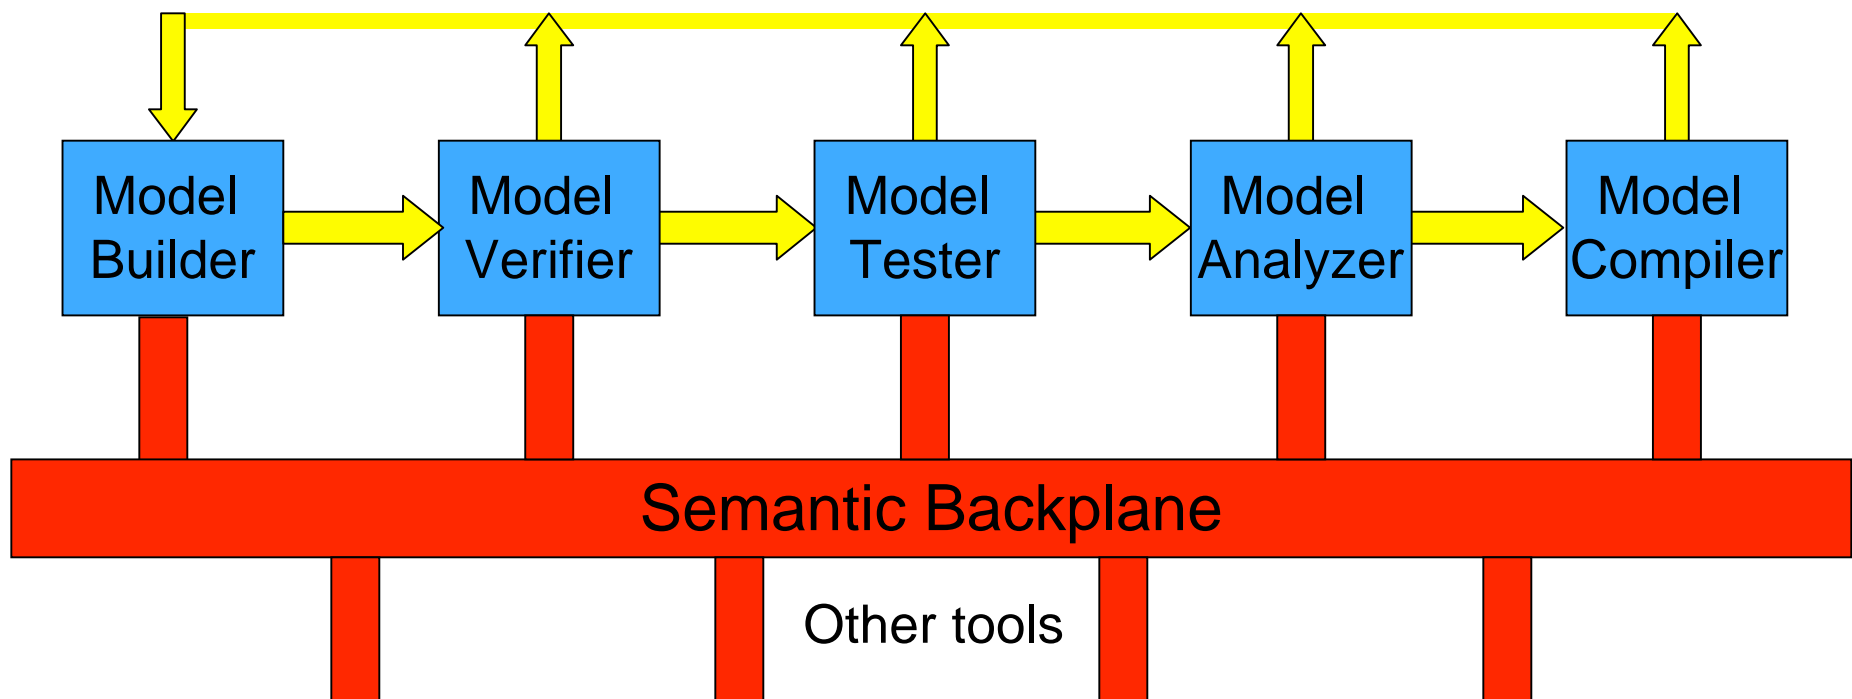 Model
Builder
Model
Verifier
Model
Tester
Model
Analyzer
Model
Compiler
Semantic Backplane
Other tools